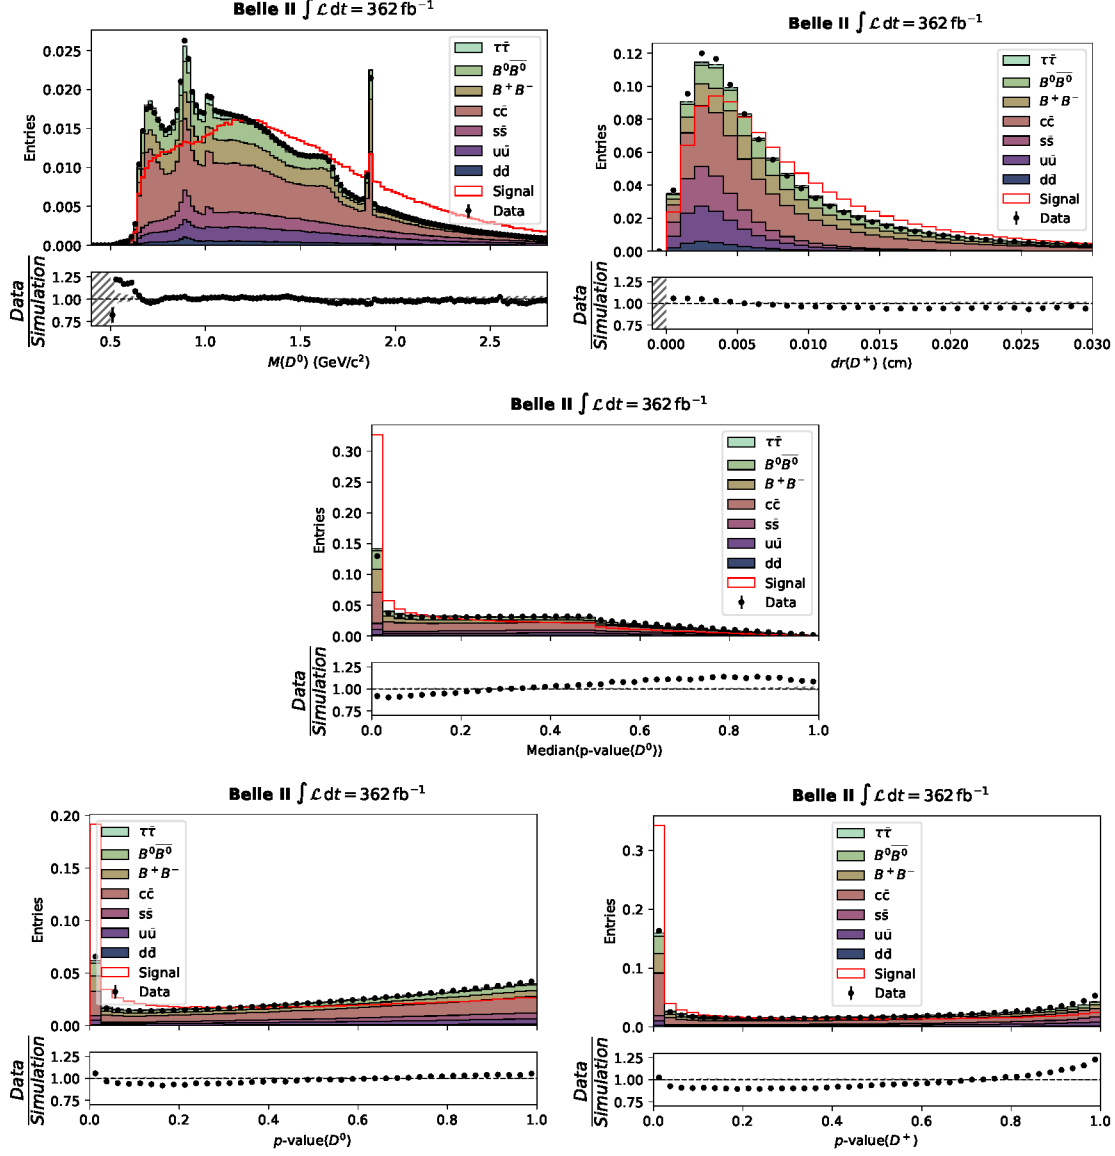 Belle II ∫ ℒ dt = 362 fb⁻¹
0.025
0.020
0.015
0.010
0.005
0.000
Entries
ττ̄
B⁰B̅⁰
B⁺B⁻
cc̄
ss̄
uū
dd̄
Signal
Data
1.25
1.00
0.75
Data
Simulation
0.5 1.0 1.5 2.0 2.5
M(D⁰) (GeV/c²)
Belle II ∫ ℒ dt = 362 fb⁻¹
0.12
0.10
0.08
0.06
0.04
0.02
0.00
Entries
ττ̄
B⁰B̅⁰
B⁺B⁻
cc̄
ss̄
uū
dd̄
Signal
Data
1.25
1.00
0.75
Data
Simulation
0.000 0.005 0.010 0.015 0.020 0.025 0.030
dr(D⁺) (cm)
Belle II ∫ ℒ dt = 362 fb⁻¹
0.30
0.25
0.20
0.15
0.10
0.05
0.00
Entries
ττ̄
B⁰B̅⁰
B⁺B⁻
cc̄
ss̄
uū
dd̄
Signal
Data
1.25
1.00
0.75
Data
Simulation
0.0 0.2 0.4 0.6 0.8 1.0
Median(p-value(D⁰))
Belle II ∫ ℒ dt = 362 fb⁻¹
0.20
0.15
0.10
0.05
0.00
Entries
ττ̄
B⁰B̅⁰
B⁺B⁻
cc̄
ss̄
uū
dd̄
Signal
Data
1.25
1.00
0.75
Data
Simulation
0.0 0.2 0.4 0.6 0.8 1.0
p-value(D⁰)
Belle II ∫ ℒ dt = 362 fb⁻¹
0.3
0.2
0.1
0.0
Entries
ττ̄
B⁰B̅⁰
B⁺B⁻
cc̄
ss̄
uū
dd̄
Signal
Data
1.25
1.00
0.75
Data
Simulation
0.0 0.2 0.4 0.6 0.8 1.0
p-value(D⁺)